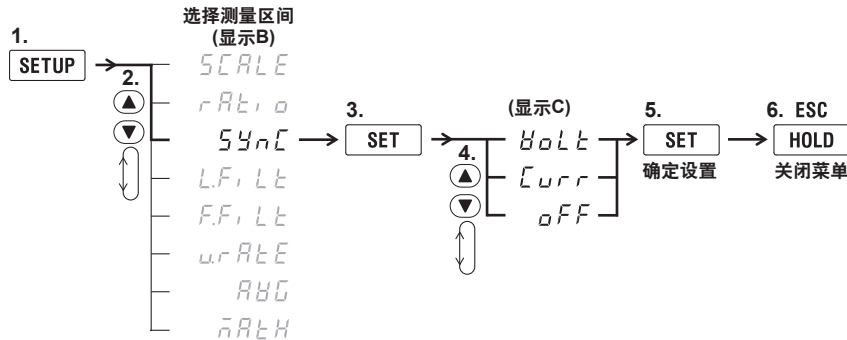 选择测量区间
(显示B)
1.
SETUP
2.
SCALE
rAtio
SYnC
L.FiLt
F.FiLt
u.rAtE
AVG
MAtH
3.
SET
4.
(显示C)
VoLt
Curr
oFF
5.
SET
确定设置
6. ESC
HOLD
关闭菜单